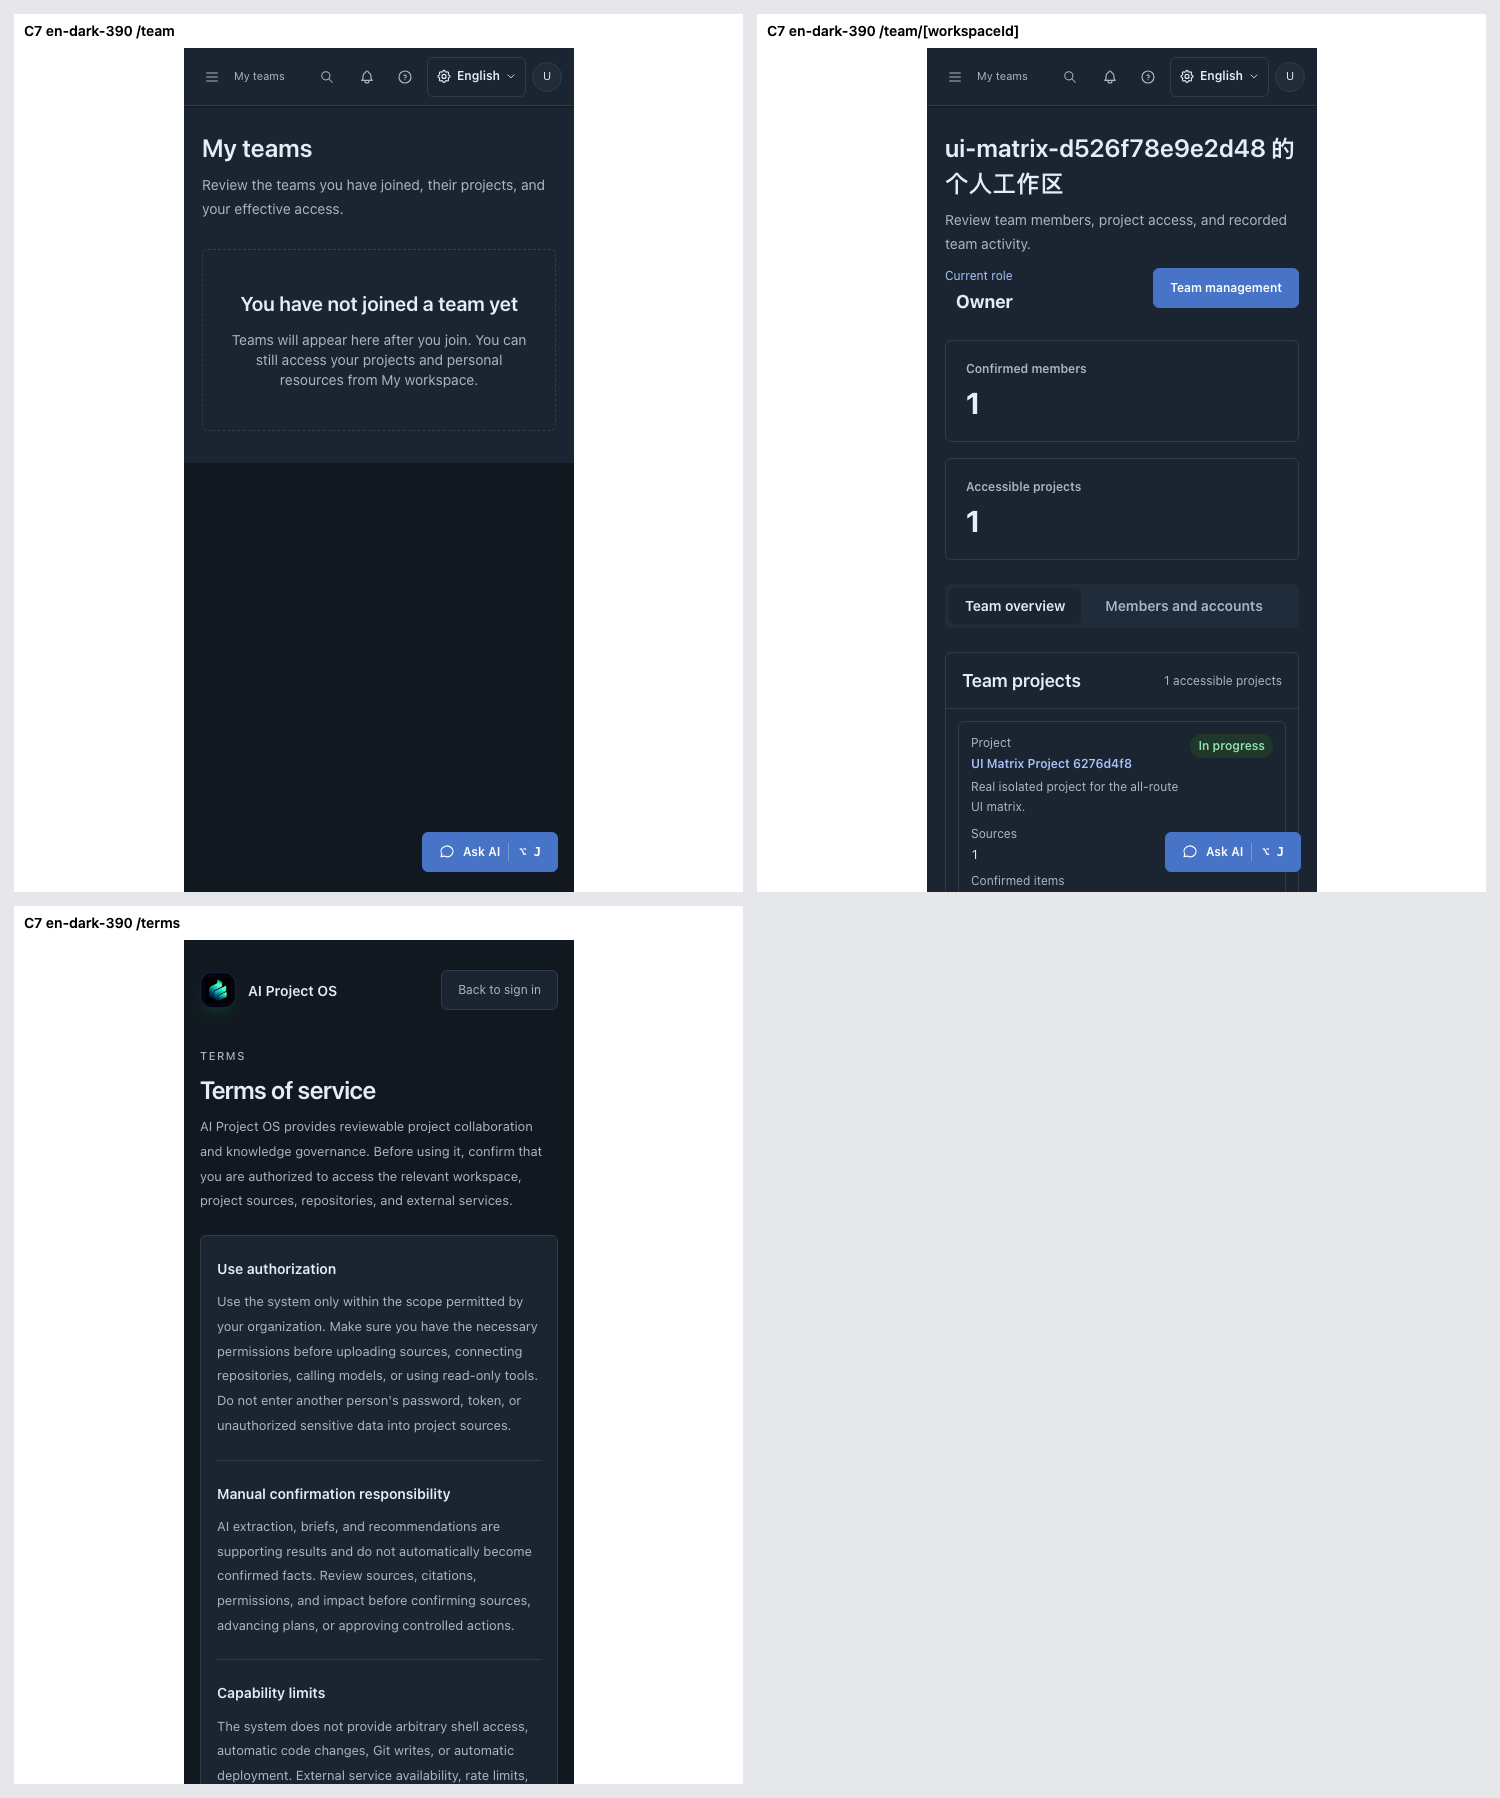 C7 en-dark-390 /team
My teams
English
U
My teams
Review the teams you have joined, their projects, and
your effective access.
You have not joined a team yet
Teams will appear here after you join. You can
still access your projects and personal
resources from My workspace.
Ask AI ⌥ J
C7 en-dark-390 /team/[workspaceId]
My teams
English
U
ui-matrix-d526f78e9e2d48 的
个人工作区
Review team members, project access, and recorded
team activity.
Current role
Owner
Team management
Confirmed members
1
Accessible projects
1
Team overview
Members and accounts
Team projects
1 accessible projects
Project
In progress
UI Matrix Project 6276d4f8
Real isolated project for the all-route
UI matrix.
Sources
1
Confirmed items
Ask AI ⌥ J
C7 en-dark-390 /terms
AI Project OS
Back to sign in
TERMS
Terms of service
AI Project OS provides reviewable project collaboration
and knowledge governance. Before using it, confirm that
you are authorized to access the relevant workspace,
project sources, repositories, and external services.
Use authorization
Use the system only within the scope permitted by
your organization. Make sure you have the necessary
permissions before uploading sources, connecting
repositories, calling models, or using read-only tools.
Do not enter another person's password, token, or
unauthorized sensitive data into project sources.
Manual confirmation responsibility
AI extraction, briefs, and recommendations are
supporting results and do not automatically become
confirmed facts. Review sources, citations,
permissions, and impact before confirming sources,
advancing plans, or approving controlled actions.
Capability limits
The system does not provide arbitrary shell access,
automatic code changes, Git writes, or automatic
deployment. External service availability, rate limits,